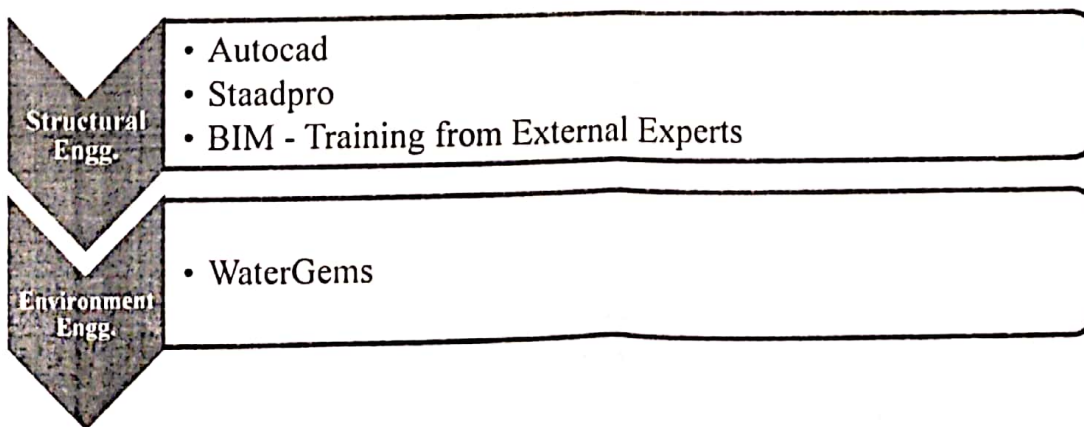 Structural
Engg.
• Autocad
• Staadpro
• BIM - Training from External Experts
Environment
Engg.
• WaterGems